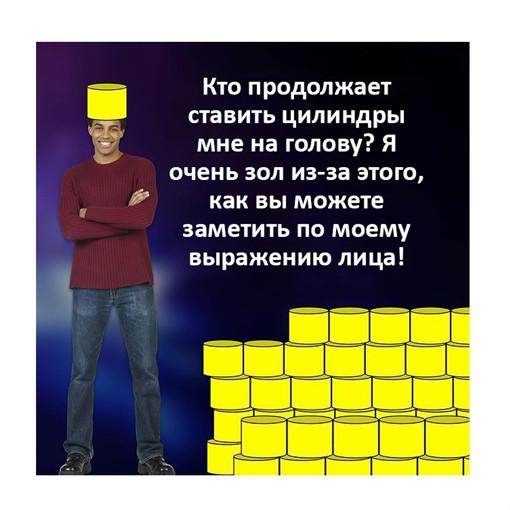 Кто продолжает
ставить цилиндры
мне на голову? Я
очень зол из-за этого,
как вы можете
заметить по моему
выражению лица!